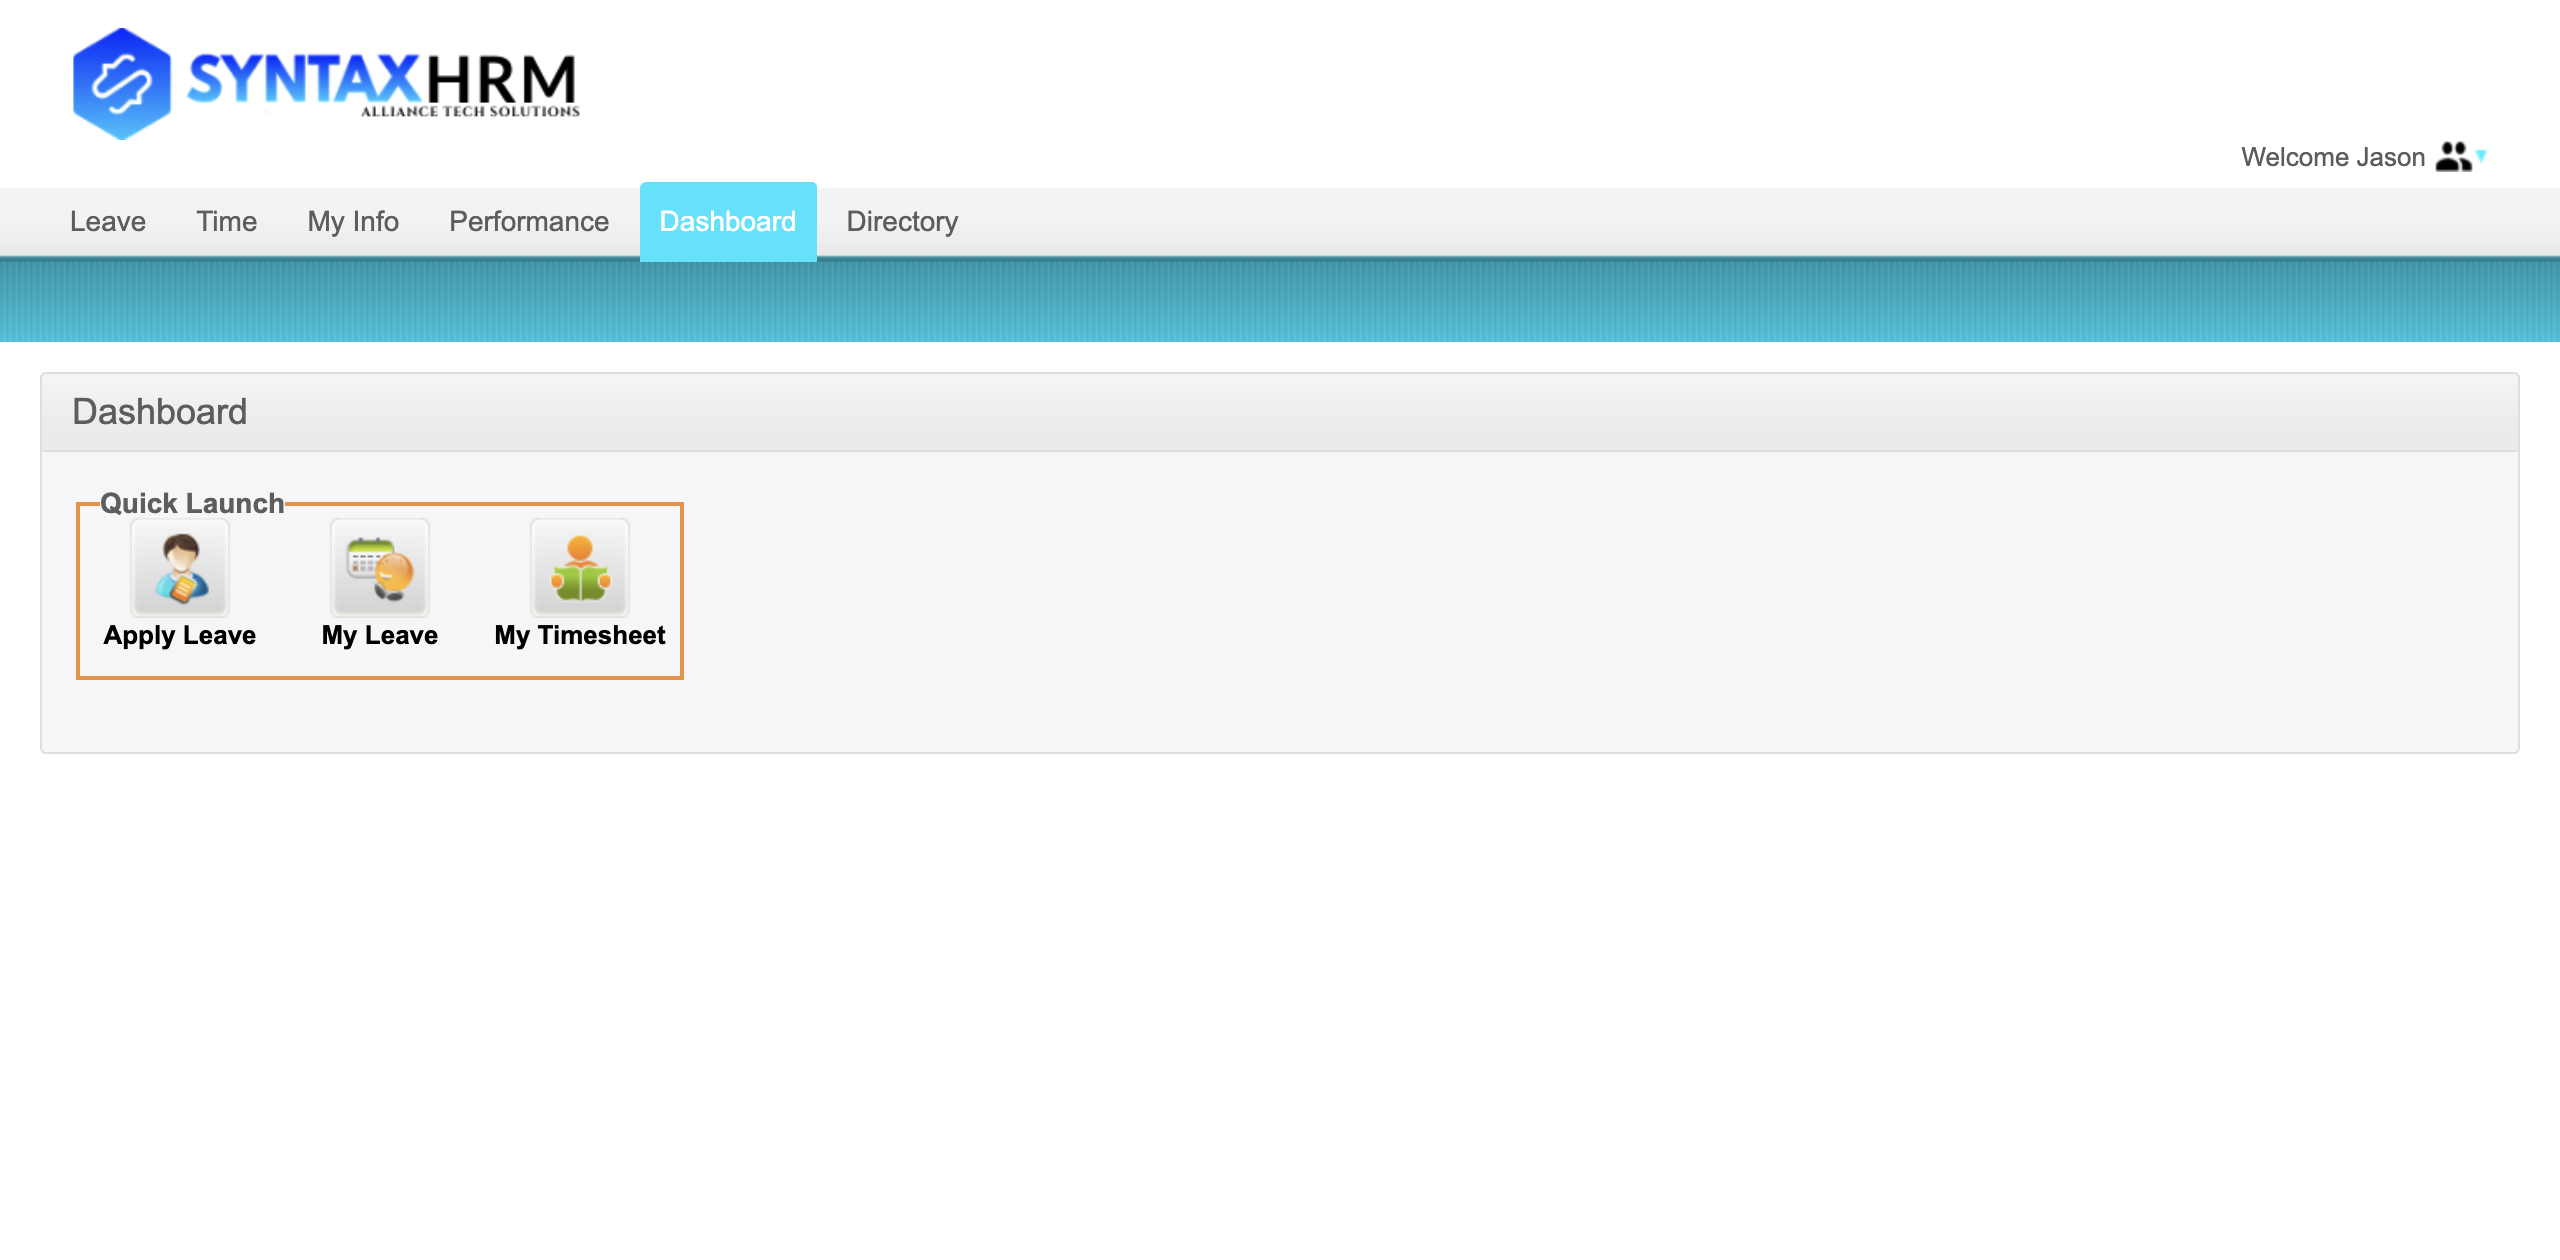 SYNTAXHRM
ALLIANCE TECH SOLUTIONS
Welcome Jason
Leave Time My Info Performance Dashboard Directory
Dashboard
Quick Launch
Apply Leave My Leave My Timesheet